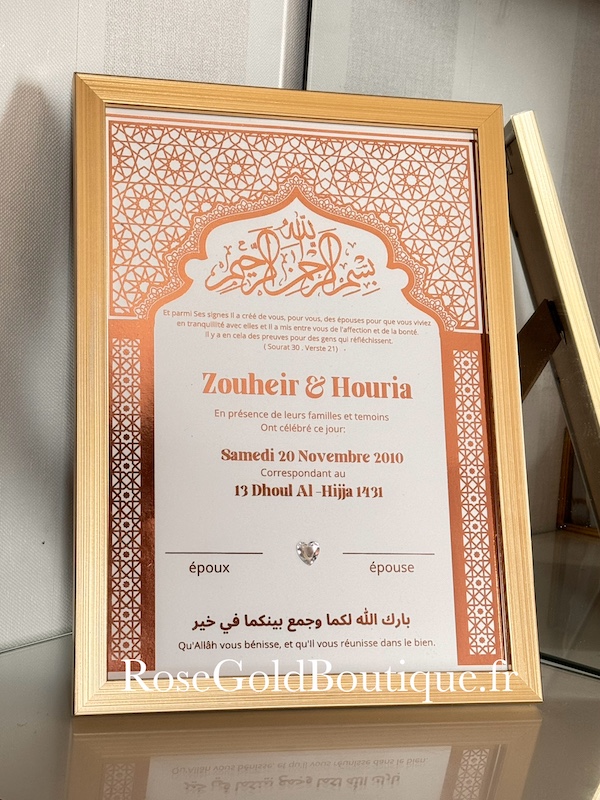 بسم الله الرحمن الرحيم
Et parmi Ses signes Il a créé de vous, pour vous, des épouses pour que vous viviez
en tranquillité avec elles et Il a mis entre vous de l'affection et de la bonté.
Il y a en cela des preuves pour des gens qui réfléchissent.
( Sourat 30 . Verste 21)
Zouheir & Houria
En présence de leurs familles et temoins
Ont célébré ce jour:
Samedi 20 Novembre 2010
Correspondant au
13 Dhoul Al -Hijja 1431
époux épouse
بارك الله لكما وجمع بينكما في خير
Qu'Allâh vous bénisse, et qu'Il vous réunisse dans le bien.
RoseGoldBoutique.fr